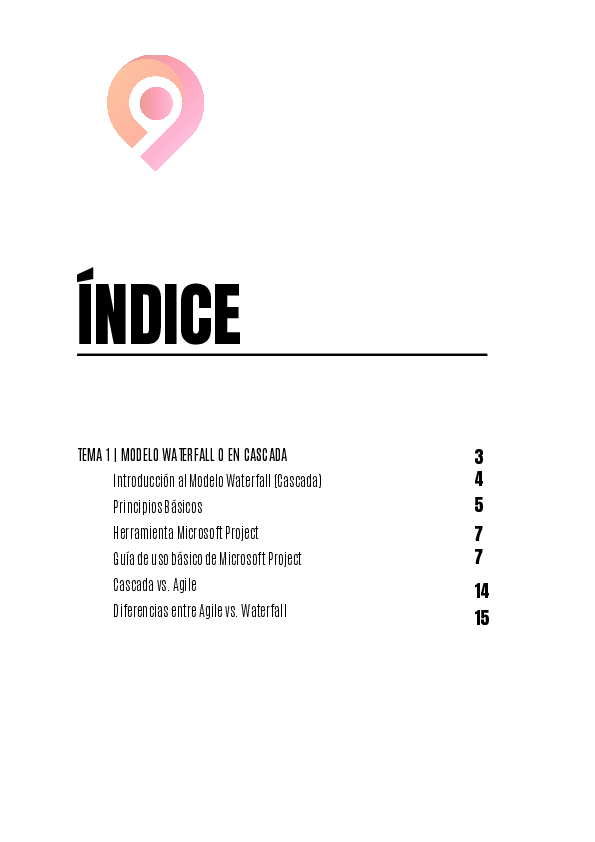 ÍNDICE
TEMA 1 | MODELO WATERFALL O EN CASCADA 3
Introducción al Modelo Waterfall (Cascada) 4
Principios Básicos 5
Herramienta Microsoft Project 7
Guía de uso básico de Microsoft Project 7
Cascada vs. Agile 14
Diferencias entre Agile vs. Waterfall 15